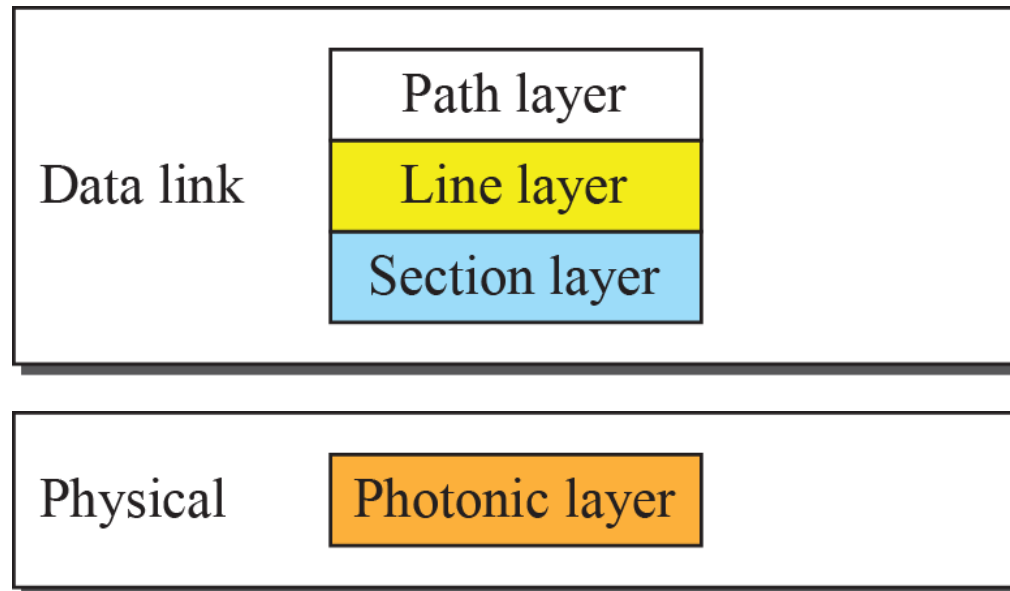 Path layer
Data link
Line layer
Section layer
Physical
Photonic layer